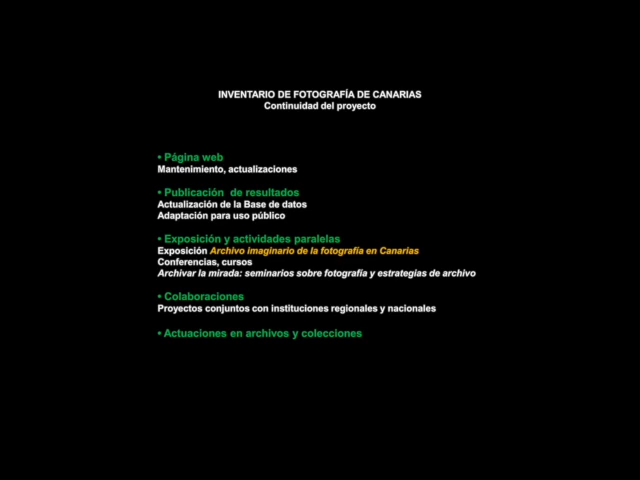 INVENTARIO DE FOTOGRAFÍA DE CANARIAS
Continuidad del proyecto
• Página web
Mantenimiento, actualizaciones
• Publicación de resultados
Actualización de la Base de datos
Adaptación para uso público
• Exposición y actividades paralelas
Exposición Archivo imaginario de la fotografía en Canarias
Conferencias, cursos
Archivar la mirada: seminarios sobre fotografía y estrategias de archivo
• Colaboraciones
Proyectos conjuntos con instituciones regionales y nacionales
• Actuaciones en archivos y colecciones